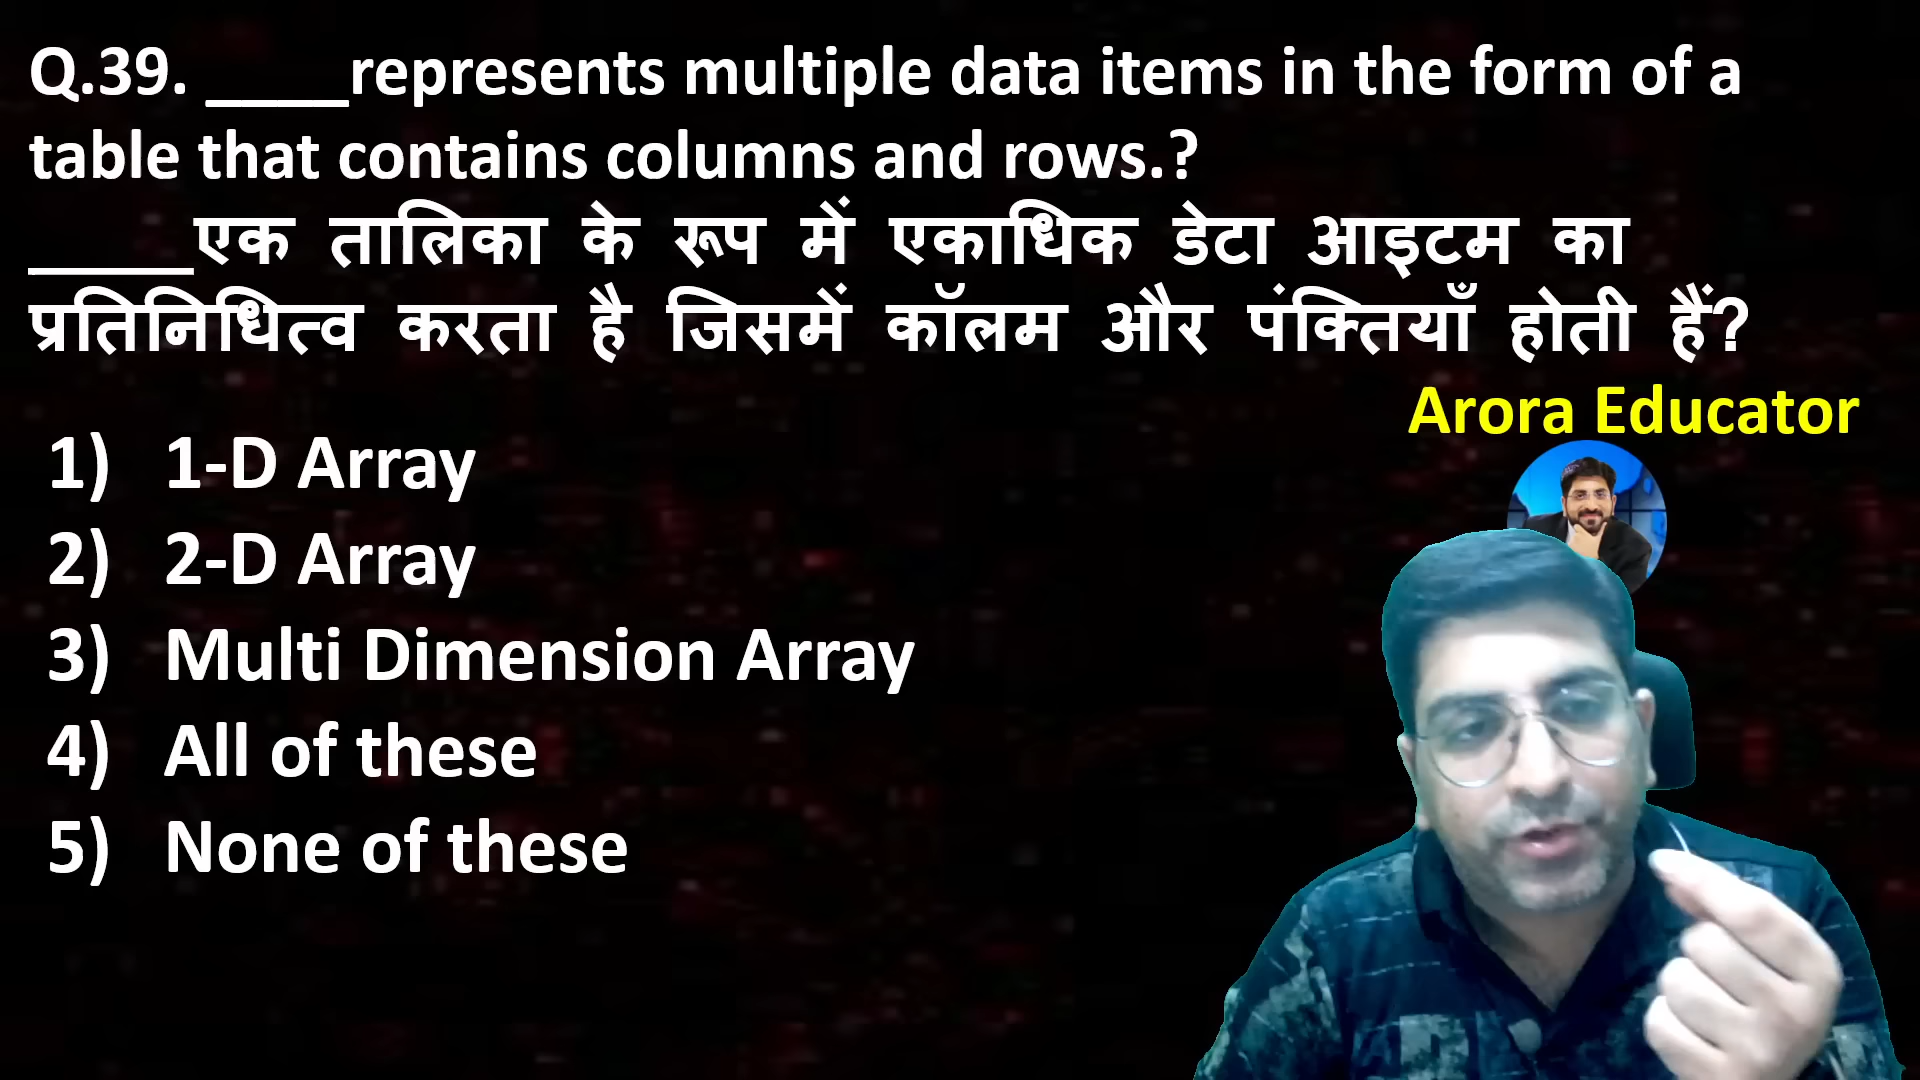 Q.39. ____represents multiple data items in the form of a
table that contains columns and rows.?
_____एक तालिका के रूप में एकाधिक डेटा आइटम का
प्रतिनिधित्व करता है जिसमें कॉलम और पंक्तियाँ होती हैं?
Arora Educator
1) 1-D Array
2) 2-D Array
3) Multi Dimension Array
4) All of these
5) None of these